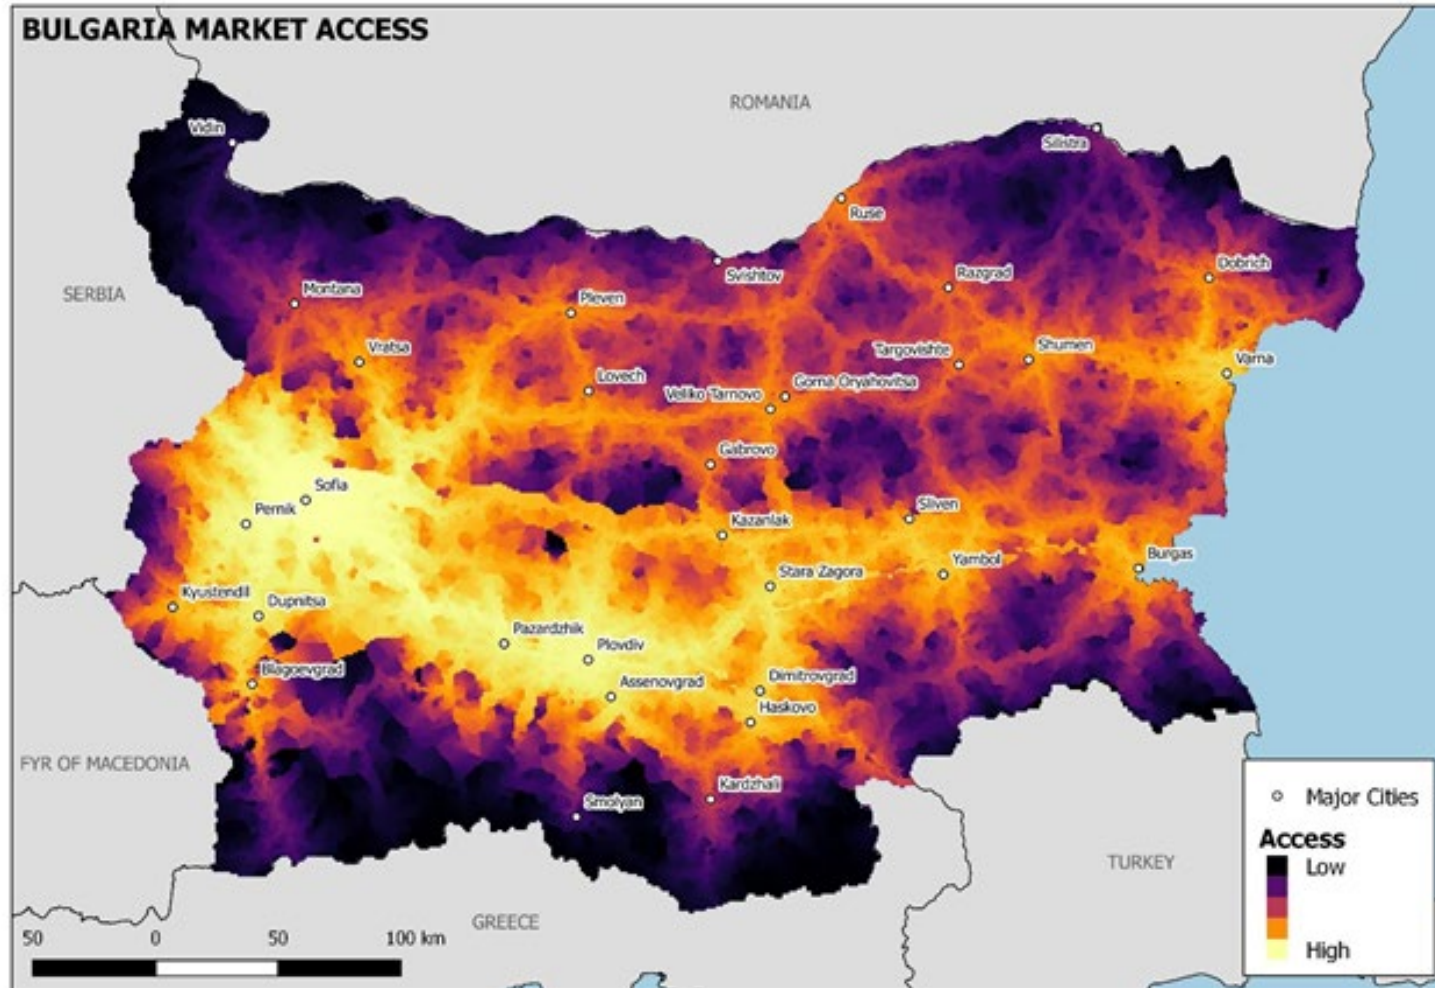 BULGARIA MARKET ACCESS
ROMANIA
Vidin
Silistra
Ruse
Svishtov
Dobrich
Razgrad
SERBIA
Montana
Pleven
Vratsa
Targovishte
Shumen
Varna
Lovech
Veliko Tarnovo
Gorna Oryahovitsa
Gabrovo
Sofia
Pernik
Sliven
Kazanlak
Burgas
Yambol
Stara Zagora
Kyustendil
Dupnitsa
Pazardzhik
Plovdiv
Blagoevgrad
Assenovgrad
Dimitrovgrad
Haskovo
FYR OF MACEDONIA
Kardzhali
Smolyan
TURKEY
GREECE
50 0 50 100 km
Major Cities
Access
Low
High